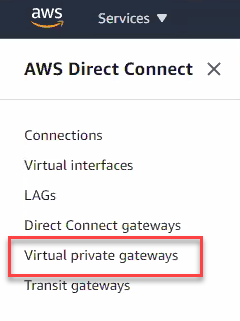 aws
Services ▼
AWS Direct Connect ×
Connections
Virtual interfaces
LAGs
Direct Connect gateways
Virtual private gateways
Transit gateways